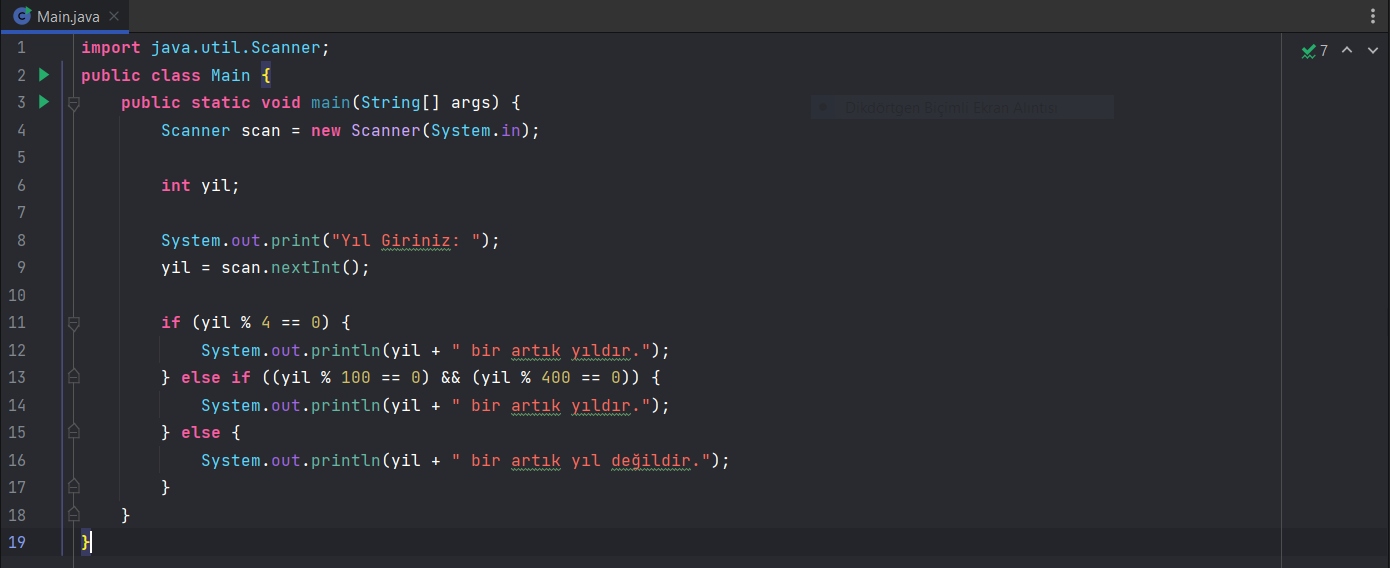 Main.java
1 import java.util.Scanner;
2 public class Main {
3 public static void main(String[] args) {
4 Scanner scan = new Scanner(System.in);
5
6 int yil;
7
8 System.out.print("Yıl Giriniz: ");
9 yil = scan.nextInt();
10
11 if (yil % 4 == 0) {
12 System.out.println(yil + " bir artık yıldır.");
13 } else if ((yil % 100 == 0) && (yil % 400 == 0)) {
14 System.out.println(yil + " bir artık yıldır.");
15 } else {
16 System.out.println(yil + " bir artık yıl değildir.");
17 }
18 }
19 }
7
Dikdörtgen Biçimli Ekran Alıntısı